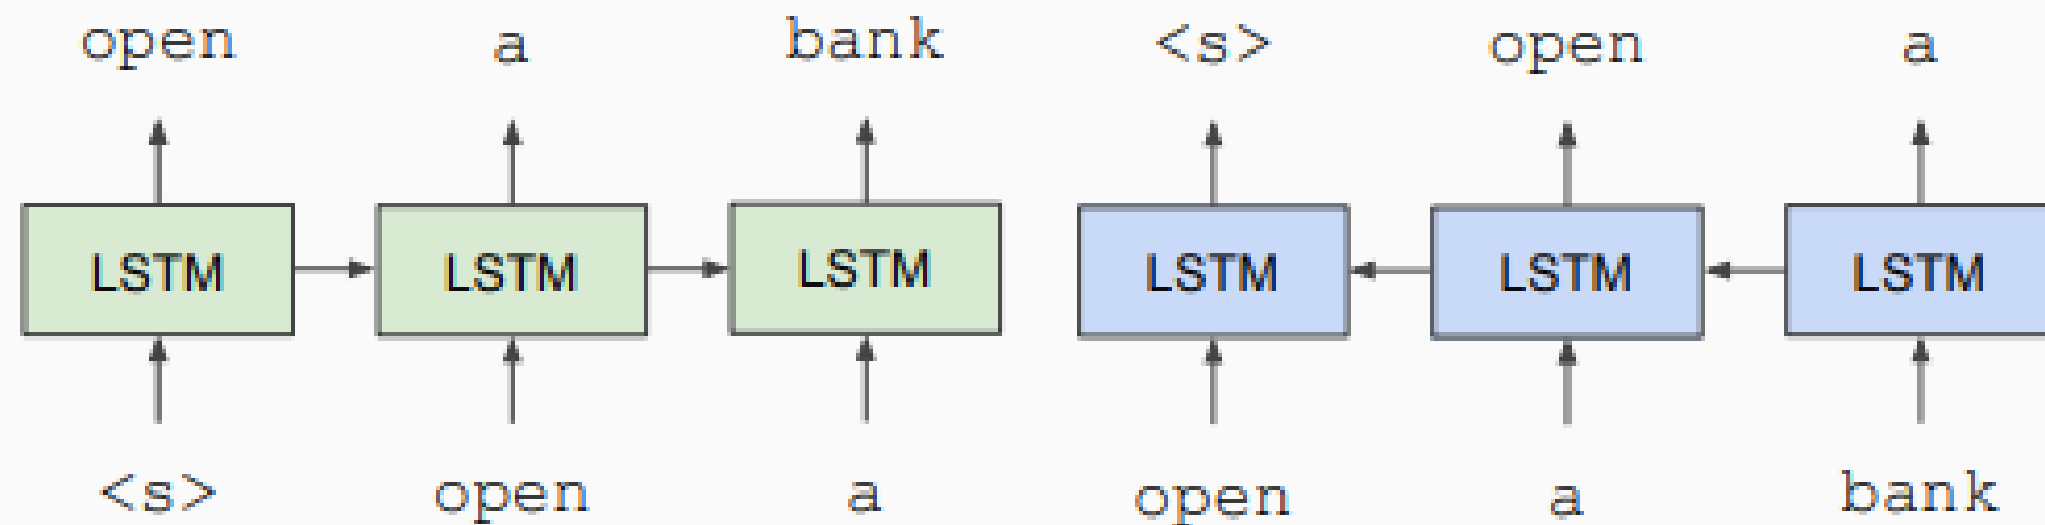 open a bank <s> open a
LSTM LSTM LSTM LSTM LSTM LSTM
<s> open a open a bank